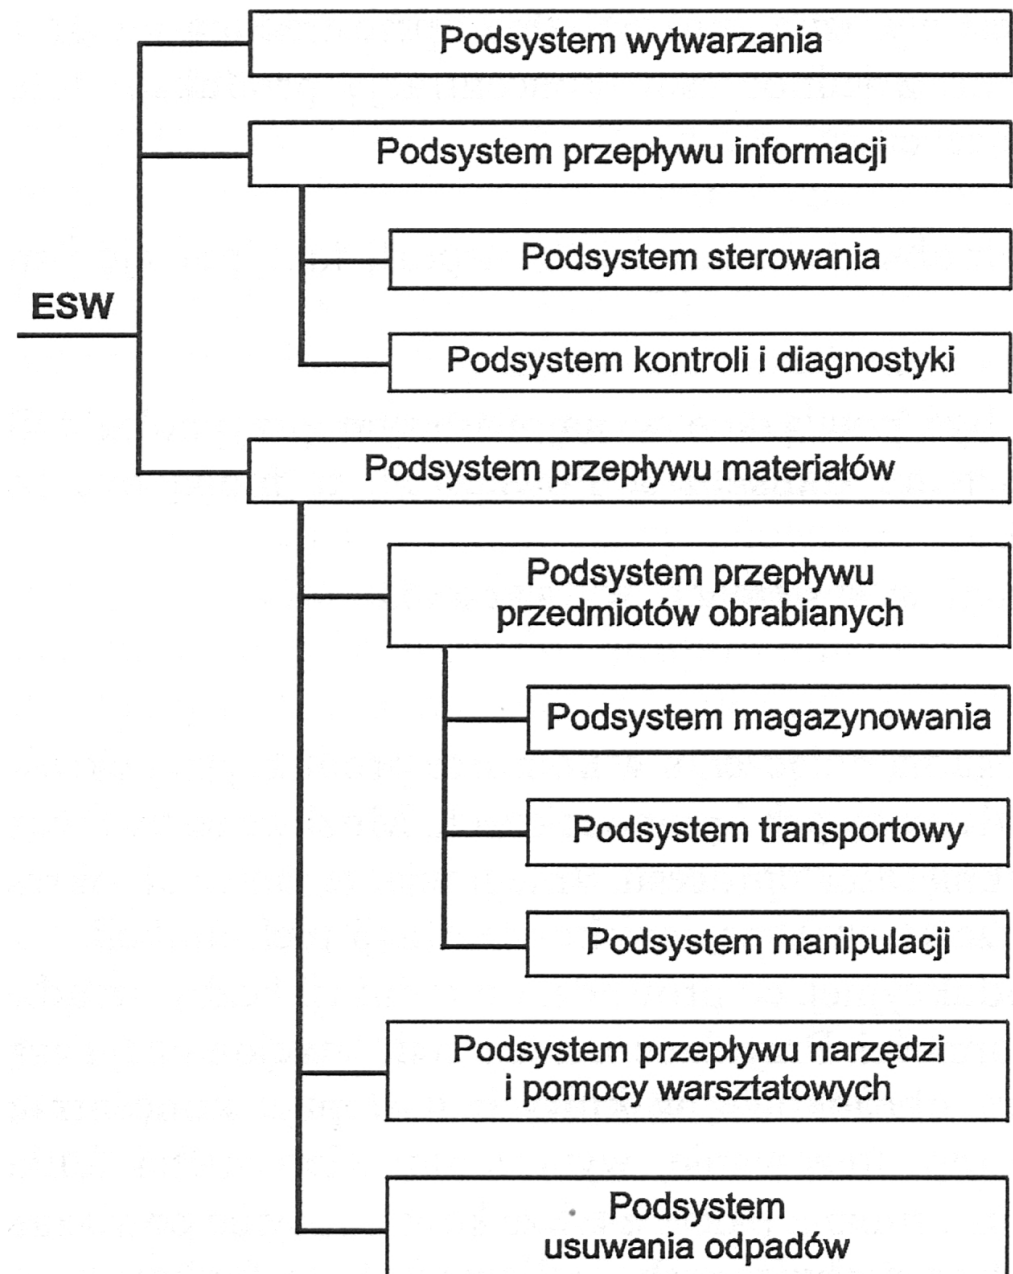 Podsystem wytwarzania
Podsystem przepływu informacji
Podsystem sterowania
ESW
Podsystem kontroli i diagnostyki
Podsystem przepływu materiałów
Podsystem przepływu
przedmiotów obrabianych
Podsystem magazynowania
Podsystem transportowy
Podsystem manipulacji
Podsystem przepływu narzędzi
i pomocy warsztatowych
Podsystem
usuwania odpadów